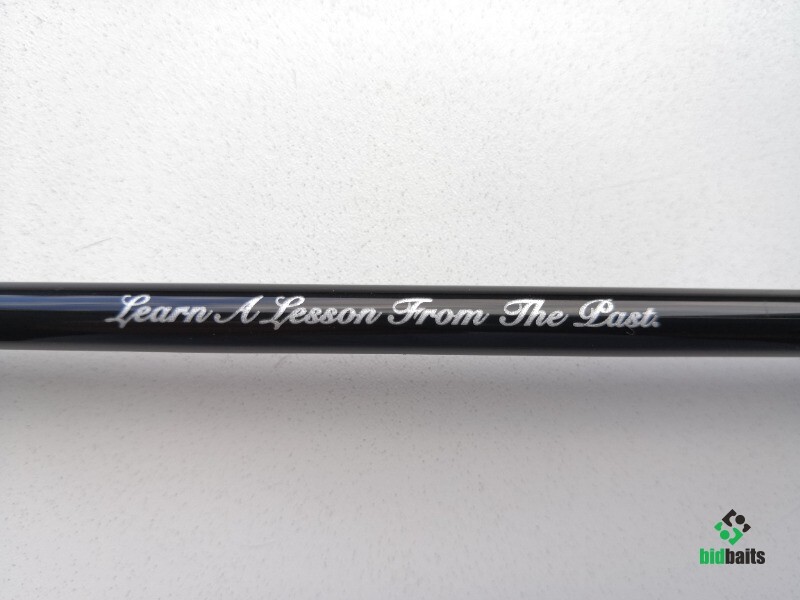 Learn A Lesson From The Past.
bidbaits